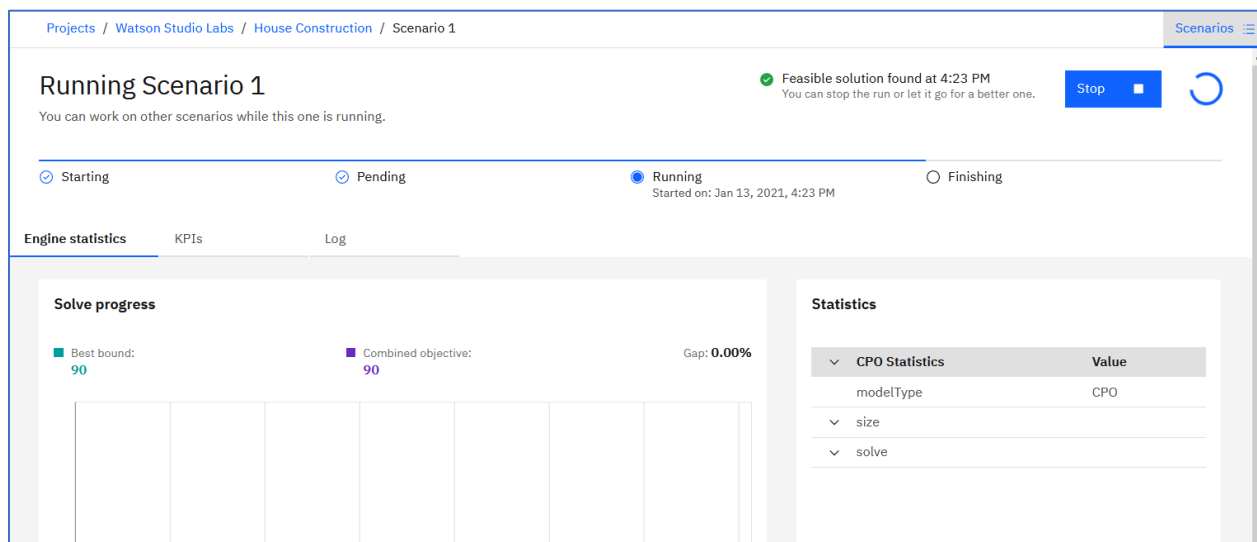 Projects / Watson Studio Labs / House Construction / Scenario 1
Scenarios
Running Scenario 1
You can work on other scenarios while this one is running.
Feasible solution found at 4:23 PM
You can stop the run or let it go for a better one.
Stop
Starting
Pending
Running
Started on: Jan 13, 2021, 4:23 PM
Finishing
Engine statistics
KPIs
Log
Solve progress
Best bound:
90
Combined objective:
90
Gap: 0.00%
Statistics
CPO Statistics Value
modelType CPO
size
solve